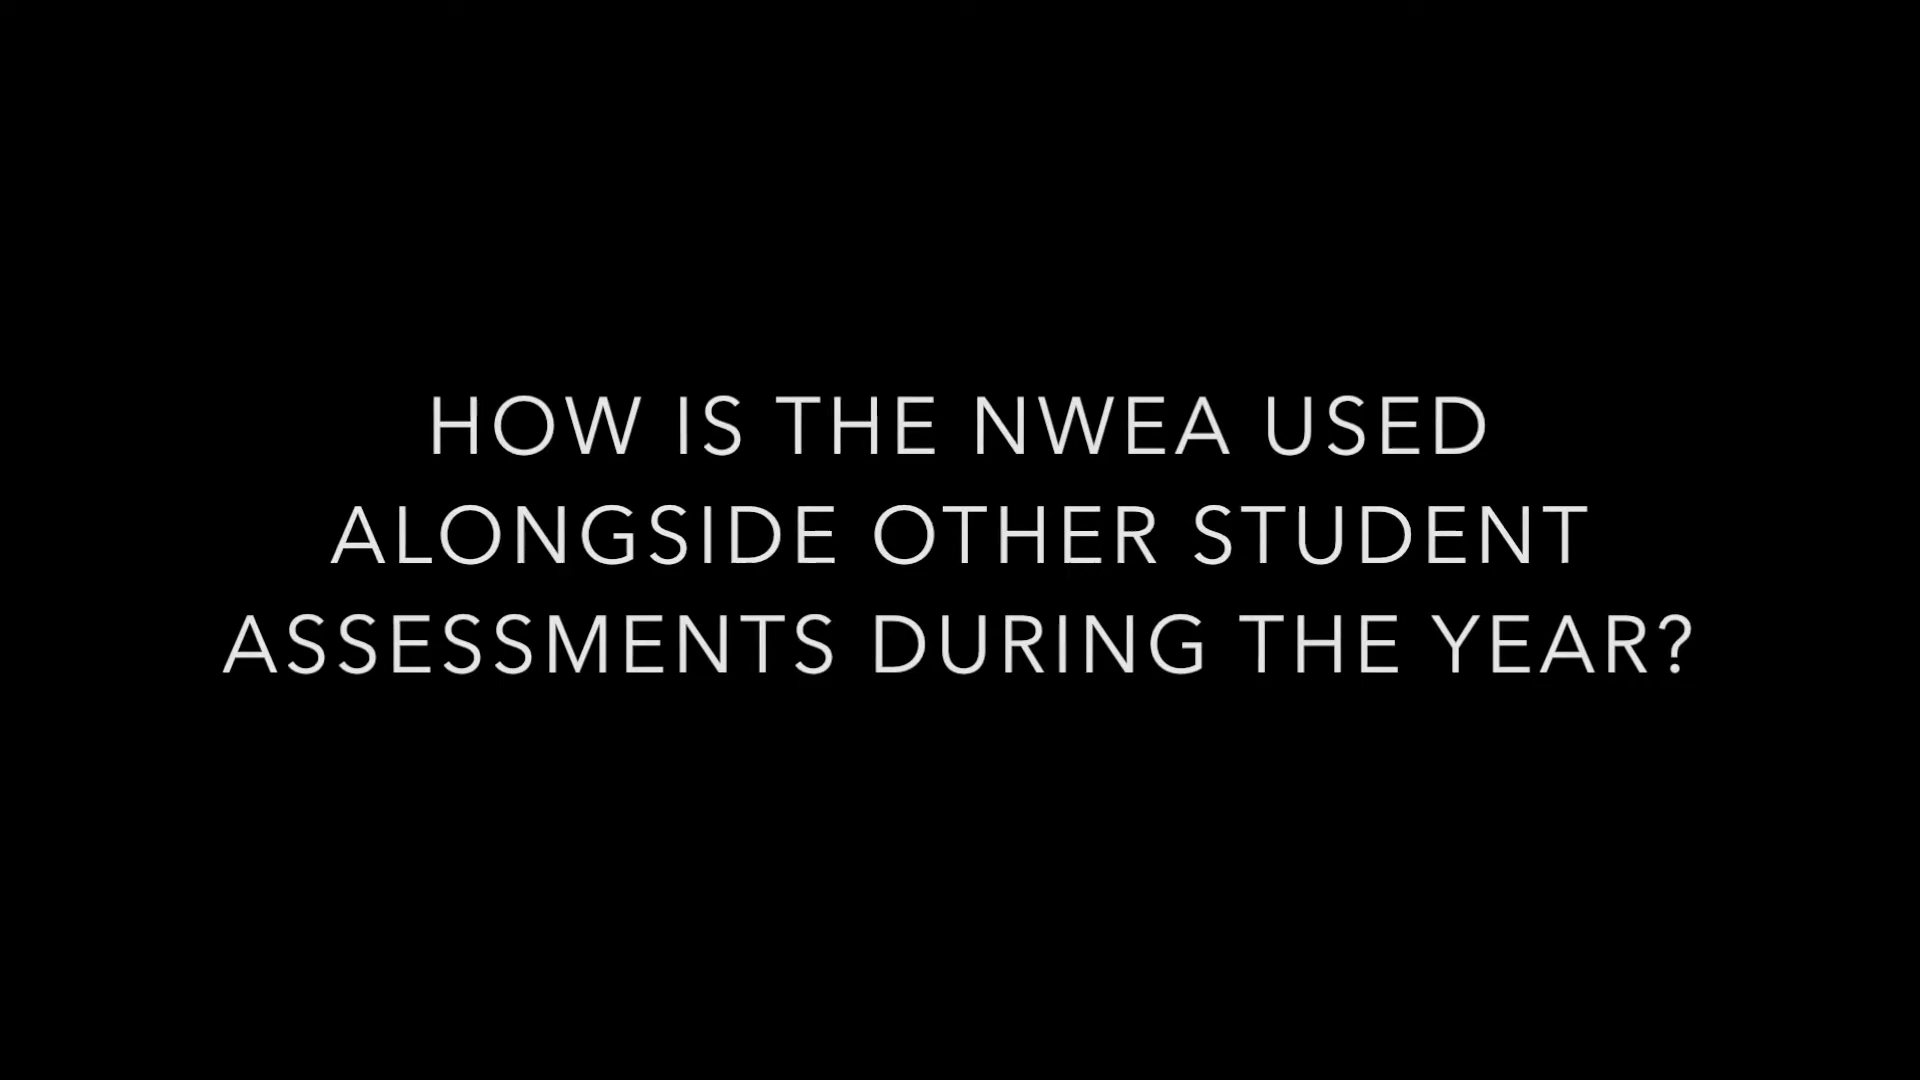 HOW IS THE NWEA USED
ALONGSIDE OTHER STUDENT
ASSESSMENTS DURING THE YEAR?